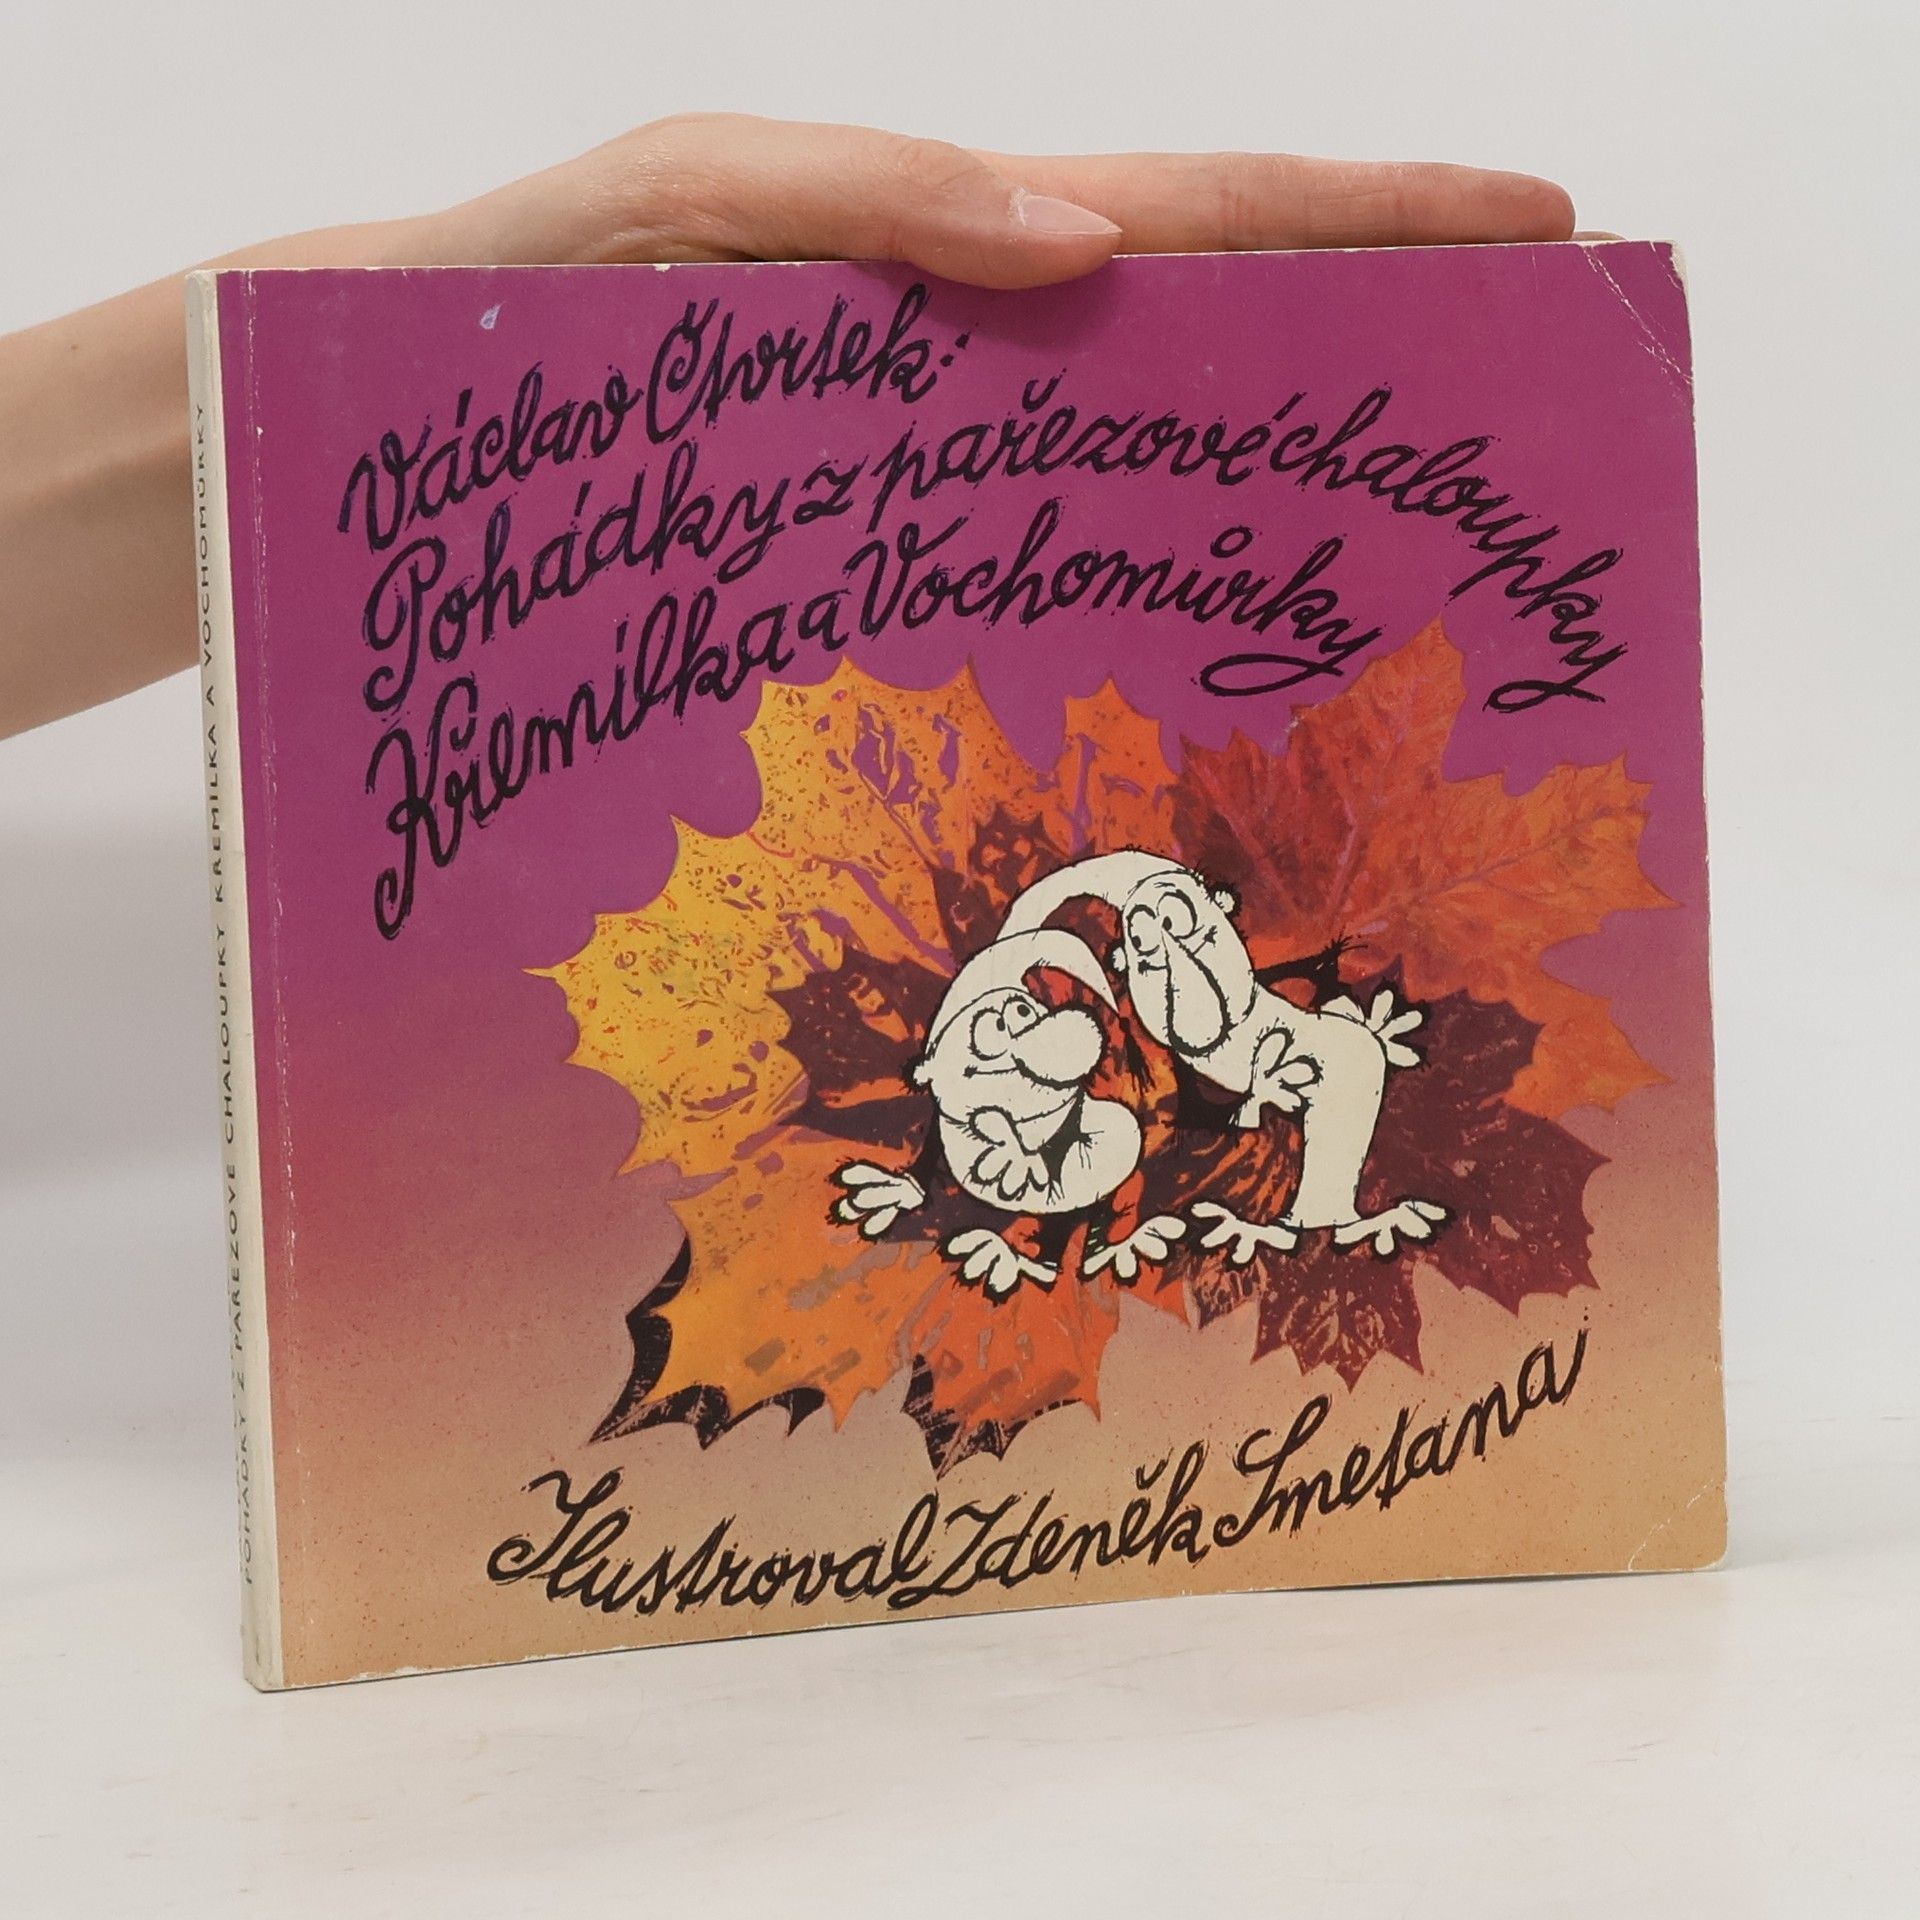 Václav Čtvrtek:
Pohádky z pařezové chaloupky
Křemílka a Vochomůrky
Ilustroval Zdeněk Smetana
POHÁDKY Z PAŘEZOVÉ CHALOUPKY KŘEMÍLKA A VOCHOMŮRKY